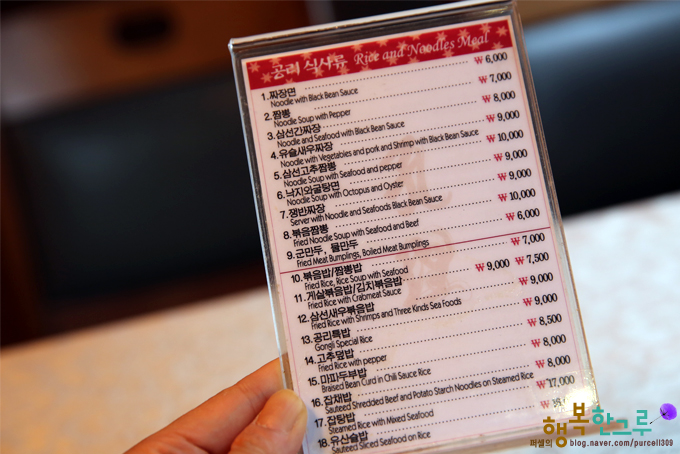 공리 식사류 Rice and Noodles Meal
1.짜장면 ₩ 6,000
Noodle with Black Bean Sauce
2.짬뽕 ₩ 7,000
Noodle Soup with Pepper
3.삼선간짜장 ₩ 8,000
Noodle and Seafood with Black Bean Sauce
4.유슬새우짜장 ₩ 9,000
Noodle with Vegetables and pork and Shrimp with Black Bean Sauce
5.삼선고추짬뽕 ₩ 10,000
Noodle Soup with Seafood and pepper
6.낙지와굴탕면 ₩ 9,000
Noodle Soup with Octopus and Oyster
7.쟁반짜장 ₩ 9,000
Server with Noodle and Seafoods Black Bean Sauce
8.볶음짬뽕 ₩ 10,000
Fried Noodle Soup with Seafood and Beef
9.군만두, 물만두 ₩ 6,000
Fried Meat Bumplings, Boiled Meat Bumplings
10.볶음밥/짬뽕밥 ₩ 7,000
Fried Rice, Rice Soup with Seafood
11.게살볶음밥/김치볶음밥 ₩ 9,000 ₩ 7,500
Fried Rice with Crabmeat Sauce
12.삼선새우볶음밥 ₩ 9,000
Fried Rice with Shrimps and Three Kinds Sea Foods
13.공리특밥 ₩ 9,000
Gongli Special Rice
14.고추덮밥 ₩ 8,500
Fried Rice with pepper
15.마파두부밥 ₩ 8,000
Braised Bean Curd in Chili Sauce Rice
16.잡채밥 ₩ 8,000
Sauteed Shredded Beef and Potato Starch Noodles on Steamed Rice
17.잡탕밥 ₩ 17,000
Steamed Rice with Mixed Seafood
18.유산슬밥
Sauteed Sliced Seafood on Rice
퍼셀의 행복한그루
blog.naver.com/purcell309